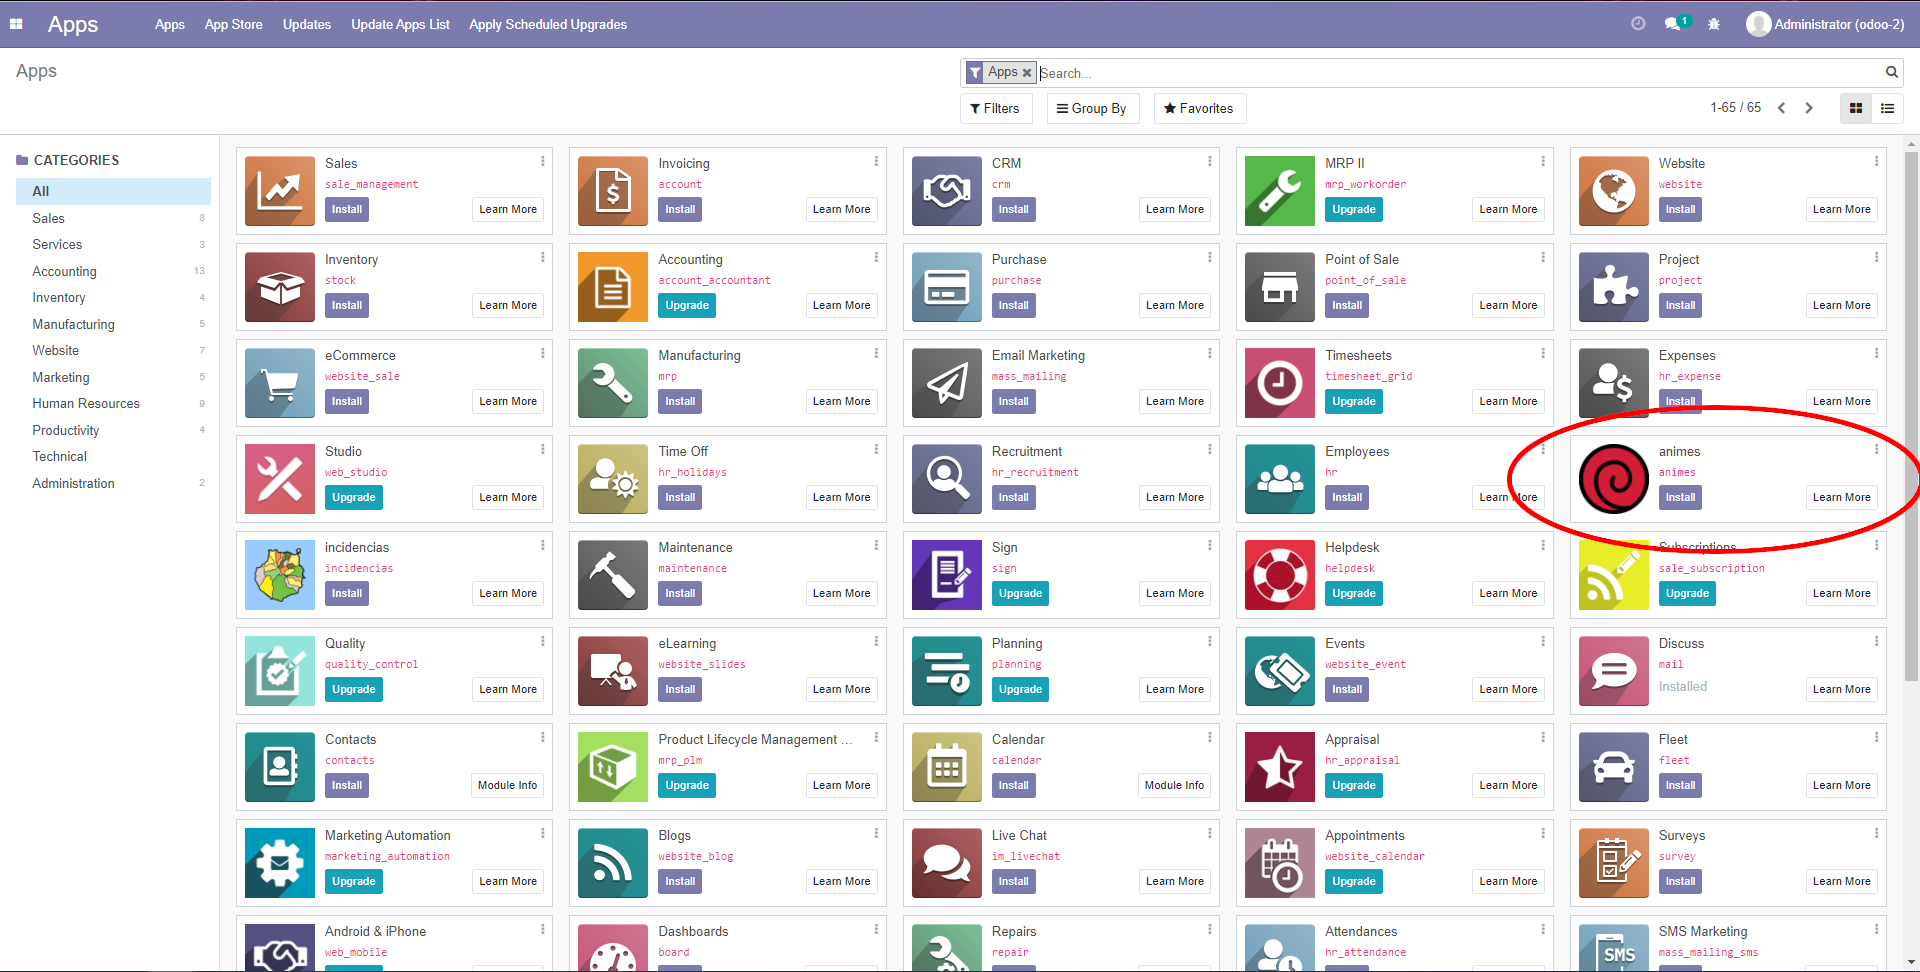 Apps Apps App Store Updates Update Apps List Apply Scheduled Upgrades 1 Administrator (odoo-2)
Apps
Apps Search...
Filters Group By Favorites 1-65 / 65
CATEGORIES
All
Sales 8
Services 3
Accounting 13
Inventory 4
Manufacturing 5
Website 7
Marketing 5
Human Resources 9
Productivity 4
Technical
Administration 2
Sales
sale_management
Install Learn More
Invoicing
account
Install Learn More
CRM
crm
Install Learn More
MRP II
mrp_workorder
Upgrade Learn More
Website
website
Install Learn More
Inventory
stock
Install Learn More
Accounting
account_accountant
Upgrade Learn More
Purchase
purchase
Install Learn More
Point of Sale
point_of_sale
Install Learn More
Project
project
Install Learn More
eCommerce
website_sale
Install Learn More
Manufacturing
mrp
Install Learn More
Email Marketing
mass_mailing
Install Learn More
Timesheets
timesheet_grid
Upgrade Learn More
Expenses
hr_expense
Install Learn More
Studio
web_studio
Upgrade Learn More
Time Off
hr_holidays
Install Learn More
Recruitment
hr_recruitment
Install Learn More
Employees
hr
Install Learn More
animes
animes
Install Learn More
incidencias
incidencias
Install Learn More
Maintenance
maintenance
Install Learn More
Sign
sign
Upgrade Learn More
Helpdesk
helpdesk
Upgrade Learn More
Subscriptions
sale_subscription
Upgrade Learn More
Quality
quality_control
Upgrade Learn More
eLearning
website_slides
Install Learn More
Planning
planning
Upgrade Learn More
Events
website_event
Install Learn More
Discuss
mail
Installed Learn More
Contacts
contacts
Install Module Info
Product Lifecycle Management ...
mrp_plm
Upgrade Learn More
Calendar
calendar
Install Module Info
Appraisal
hr_appraisal
Upgrade Learn More
Fleet
fleet
Install Learn More
Marketing Automation
marketing_automation
Upgrade Learn More
Blogs
website_blog
Install Learn More
Live Chat
im_livechat
Install Learn More
Appointments
website_calendar
Upgrade Learn More
Surveys
survey
Install Learn More
Android & iPhone
web_mobile
Dashboards
board
Repairs
repair
Attendances
hr_attendance
SMS
SMS Marketing
mass_mailing_sms